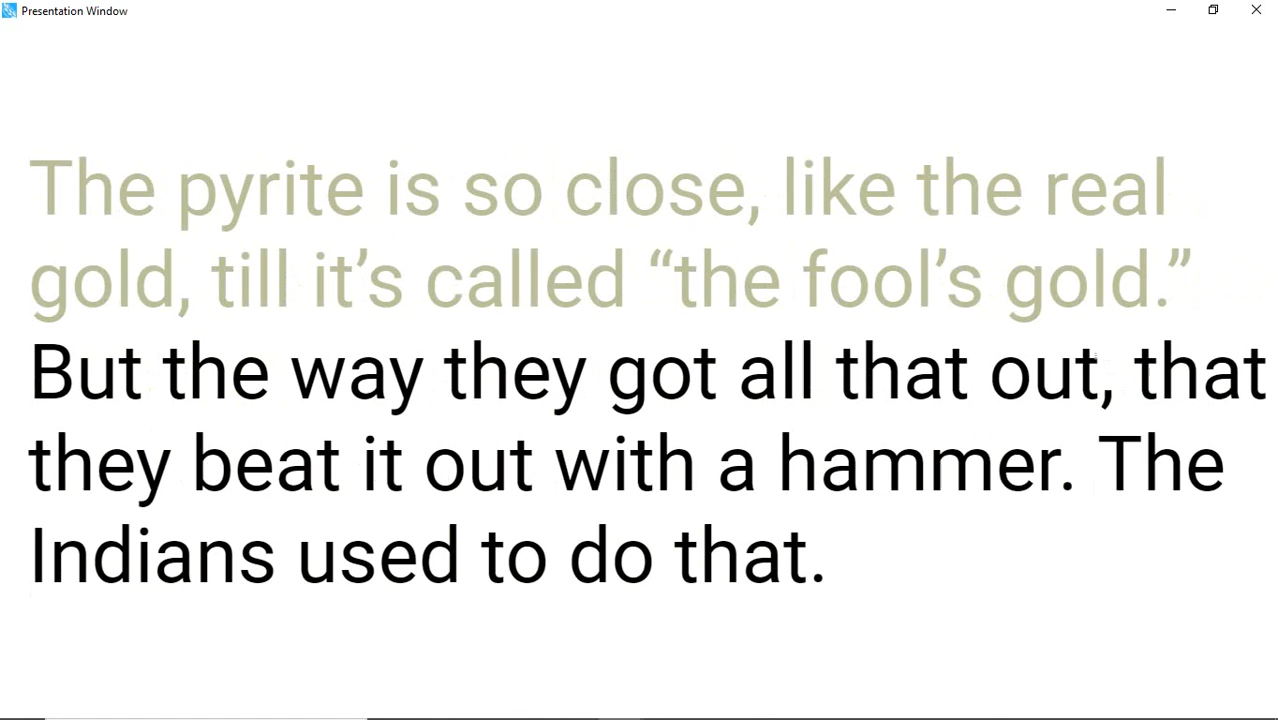 Presentation Window
The pyrite is so close, like the real
gold, till it’s called “the fool’s gold.”
But the way they got all that out, that
they beat it out with a hammer. The
Indians used to do that.